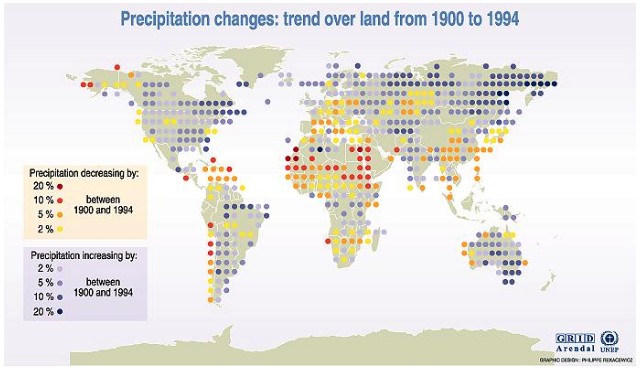 Precipitation changes: trend over land from 1900 to 1994
Precipitation decreasing by:
20 %
10 %
5 %
2 %
between
1900 and 1994
Precipitation increasing by:
2 %
5 %
10 %
20 %
between
1900 and 1994
GRID
Arendal UNEP
GRAPHIC DESIGN: PHILIPPE REKACEWICZ